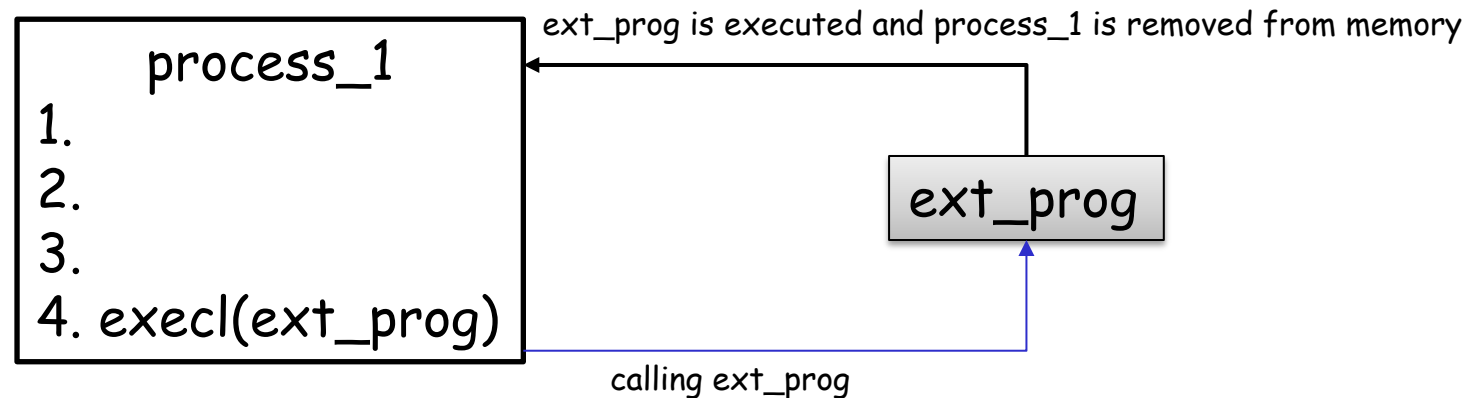 ext_prog is executed and process_1 is removed from memory
process_1
1.
2.
3.
4. execl(ext_prog)
ext_prog
calling ext_prog